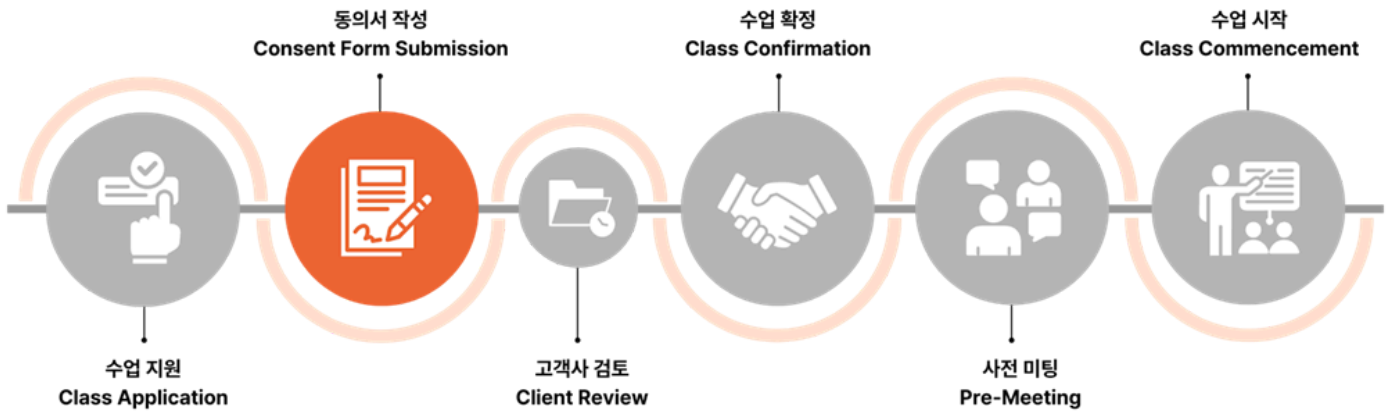 동의서 작성
Consent Form Submission
수업 확정
Class Confirmation
수업 시작
Class Commencement
수업 지원
Class Application
고객사 검토
Client Review
사전 미팅
Pre-Meeting